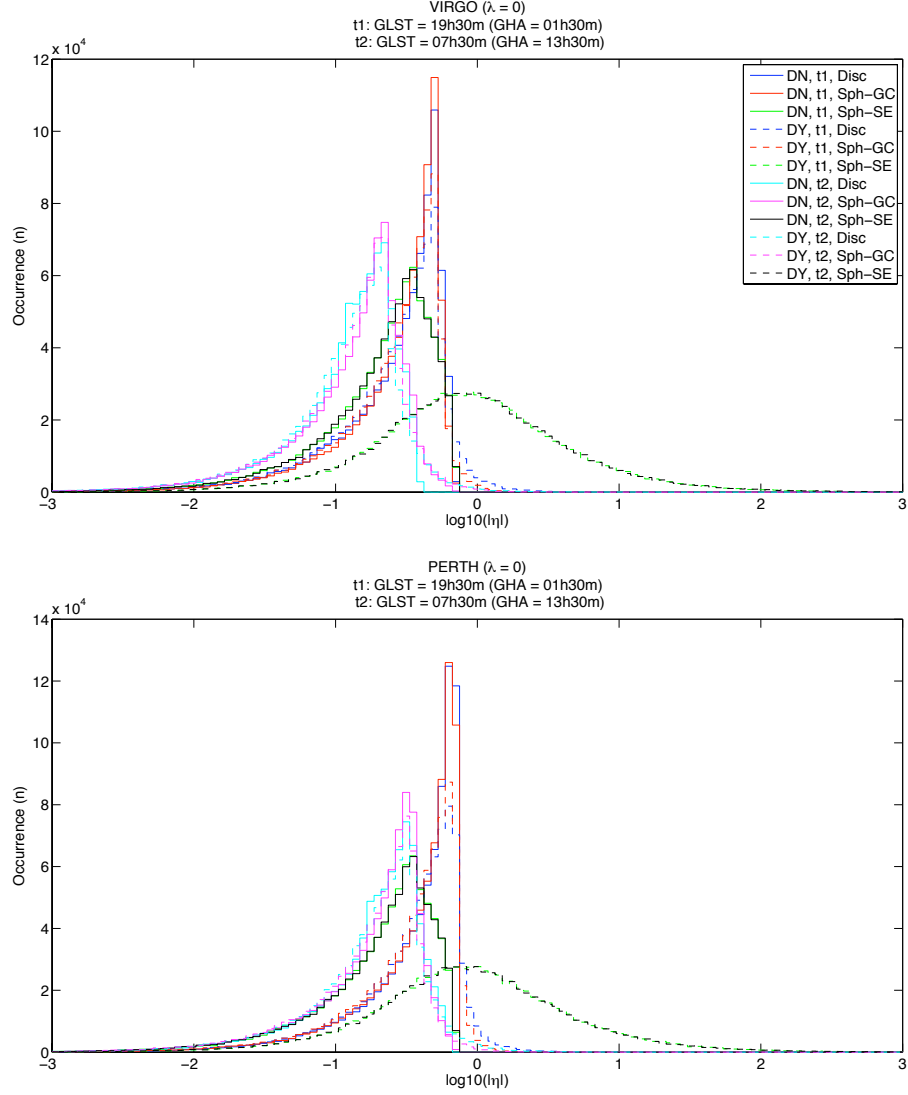 VIRGO (λ = 0)
t1: GLST = 19h30m (GHA = 01h30m)
t2: GLST = 07h30m (GHA = 13h30m)
x 10^4
12
10
8
6
4
2
0
Occurrence (n)
DN, t1, Disc
DN, t1, Sph−GC
DN, t1, Sph−SE
DY, t1, Disc
DY, t1, Sph−GC
DY, t1, Sph−SE
DN, t2, Disc
DN, t2, Sph−GC
DN, t2, Sph−SE
DY, t2, Disc
DY, t2, Sph−GC
DY, t2, Sph−SE
−3 −2 −1 0 1 2 3
log10(|η|)
PERTH (λ = 0)
t1: GLST = 19h30m (GHA = 01h30m)
t2: GLST = 07h30m (GHA = 13h30m)
x 10^4
14
12
10
8
6
4
2
0
Occurrence (n)
−3 −2 −1 0 1 2 3
log10(|η|)